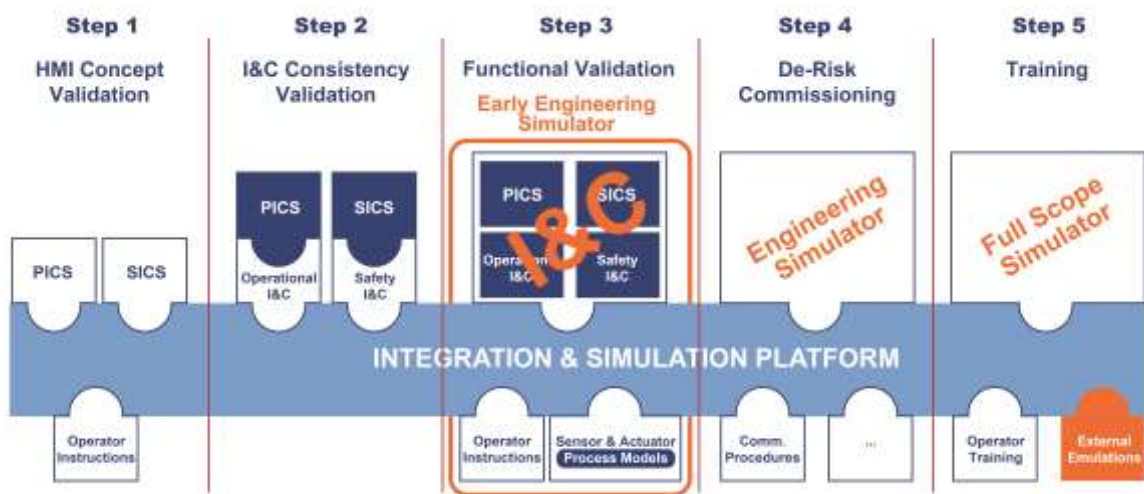 Step 1
Step 2
Step 3
Step 4
Step 5
HMI Concept
Validation
I&C Consistency
Validation
Functional Validation
De-Risk
Commissioning
Training
Early Engineering
Simulator
PICS
SICS
PICS
SICS
Operational
I&C
Safety
I&C
PICS
SICS
Operational
I&C
Safety
I&C
I&C
Engineering
Simulator
Full Scope
Simulator
INTEGRATION & SIMULATION PLATFORM
Operator
Instructions
Operator
Instructions
Sensor & Actuator
Process Models
Comm.
Procedures
...
Operator
Training
External
Emulations